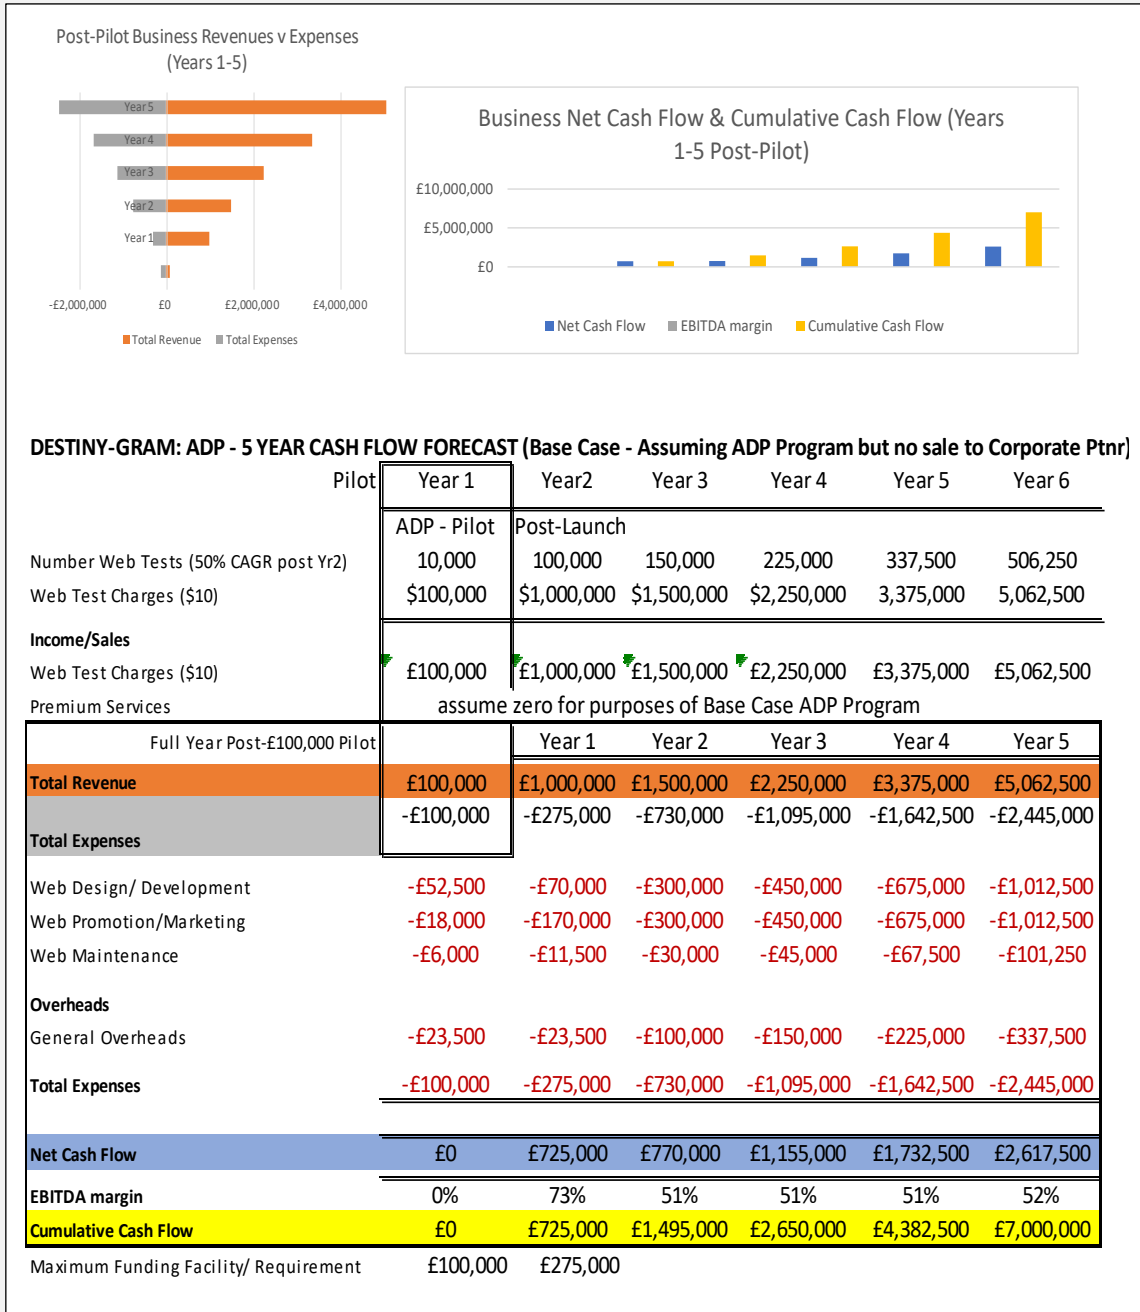 Post-Pilot Business Revenues v Expenses
(Years 1-5)
Year 5
Year 4
Year 3
Year 2
Year 1
-£2,000,000 £0 £2,000,000 £4,000,000
Total Revenue Total Expenses
Business Net Cash Flow & Cumulative Cash Flow (Years
1-5 Post-Pilot)
£10,000,000
£5,000,000
£0
Net Cash Flow EBITDA margin Cumulative Cash Flow
DESTINY-GRAM: ADP - 5 YEAR CASH FLOW FORECAST (Base Case - Assuming ADP Program but no sale to Corporate Ptnr)
Pilot Year 1 Year2 Year 3 Year 4 Year 5 Year 6
ADP - Pilot Post-Launch
Number Web Tests (50% CAGR post Yr2) 10,000 100,000 150,000 225,000 337,500 506,250
Web Test Charges ($10) $100,000 $1,000,000 $1,500,000 $2,250,000 3,375,000 5,062,500
Income/Sales
Web Test Charges ($10) £100,000 £1,000,000 £1,500,000 £2,250,000 £3,375,000 £5,062,500
Premium Services assume zero for purposes of Base Case ADP Program
Full Year Post-£100,000 Pilot Year 1 Year 2 Year 3 Year 4 Year 5
Total Revenue £100,000 £1,000,000 £1,500,000 £2,250,000 £3,375,000 £5,062,500
Total Expenses -£100,000 -£275,000 -£730,000 -£1,095,000 -£1,642,500 -£2,445,000
Web Design/ Development -£52,500 -£70,000 -£300,000 -£450,000 -£675,000 -£1,012,500
Web Promotion/Marketing -£18,000 -£170,000 -£300,000 -£450,000 -£675,000 -£1,012,500
Web Maintenance -£6,000 -£11,500 -£30,000 -£45,000 -£67,500 -£101,250
Overheads
General Overheads -£23,500 -£23,500 -£100,000 -£150,000 -£225,000 -£337,500
Total Expenses -£100,000 -£275,000 -£730,000 -£1,095,000 -£1,642,500 -£2,445,000
Net Cash Flow £0 £725,000 £770,000 £1,155,000 £1,732,500 £2,617,500
EBITDA margin 0% 73% 51% 51% 51% 52%
Cumulative Cash Flow £0 £725,000 £1,495,000 £2,650,000 £4,382,500 £7,000,000
Maximum Funding Facility/ Requirement £100,000 £275,000